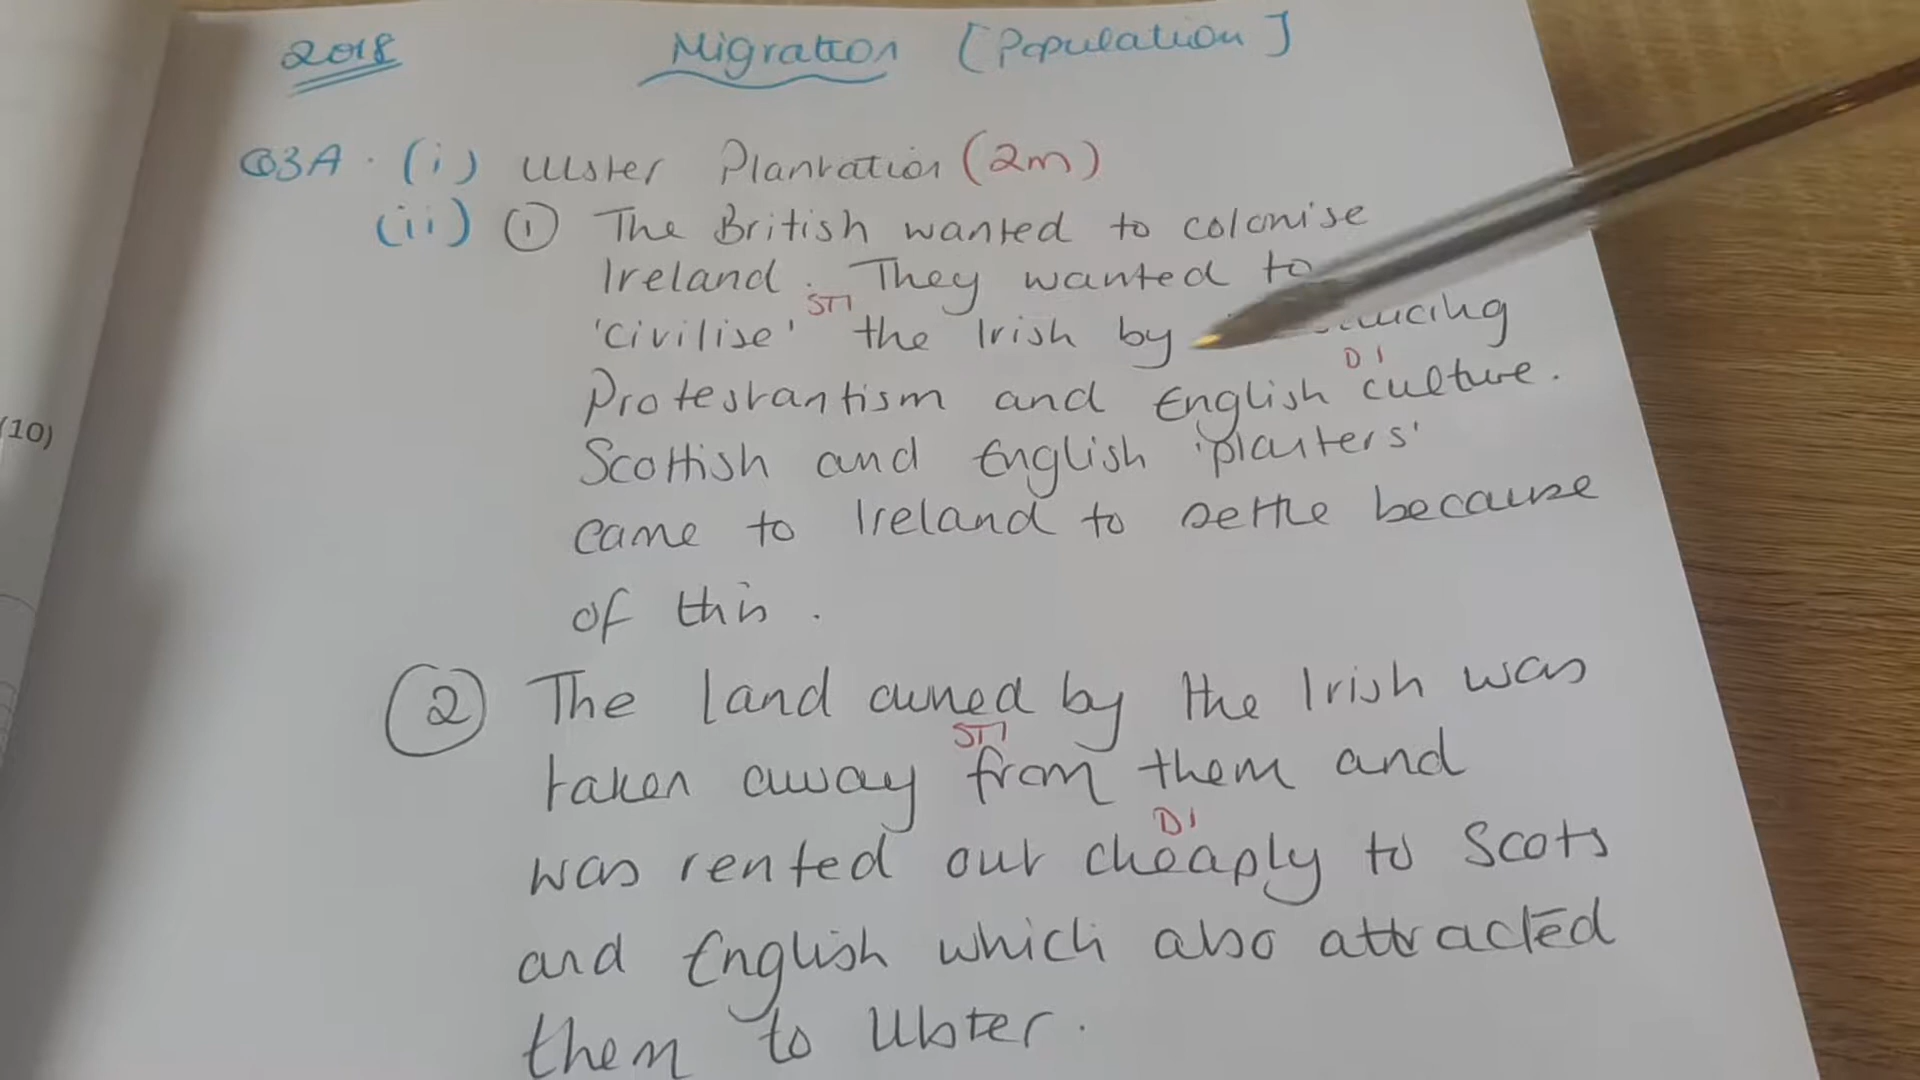 2018 Migration [Population]
Q3A. (i) Ulster Plantation (2m)
(ii) ① The British wanted to colonise
Ireland. They wanted to
ST1
'civilise' the Irish by
D1
Protestantism and English culture.
Scottish and English 'planters'
came to Ireland to settle because
of this.
(10)
② The land owned by the Irish was
ST1
taken away from them and
D1
was rented out cheaply to Scots
and English which also attracted
them to Ulster.